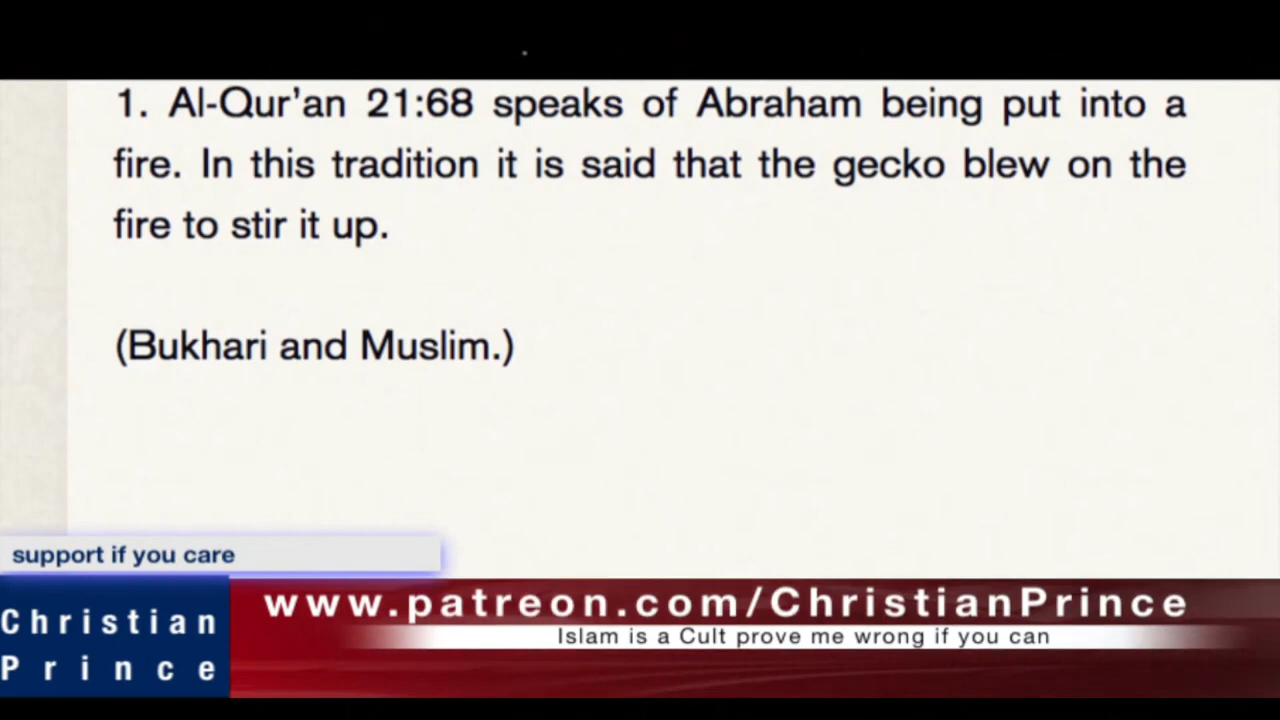 1. Al-Qur’an 21:68 speaks of Abraham being put into a
fire. In this tradition it is said that the gecko blew on the
fire to stir it up.
(Bukhari and Muslim.)
support if you care
Christian
Prince
www.patreon.com/ChristianPrince
Islam is a Cult prove me wrong if you can